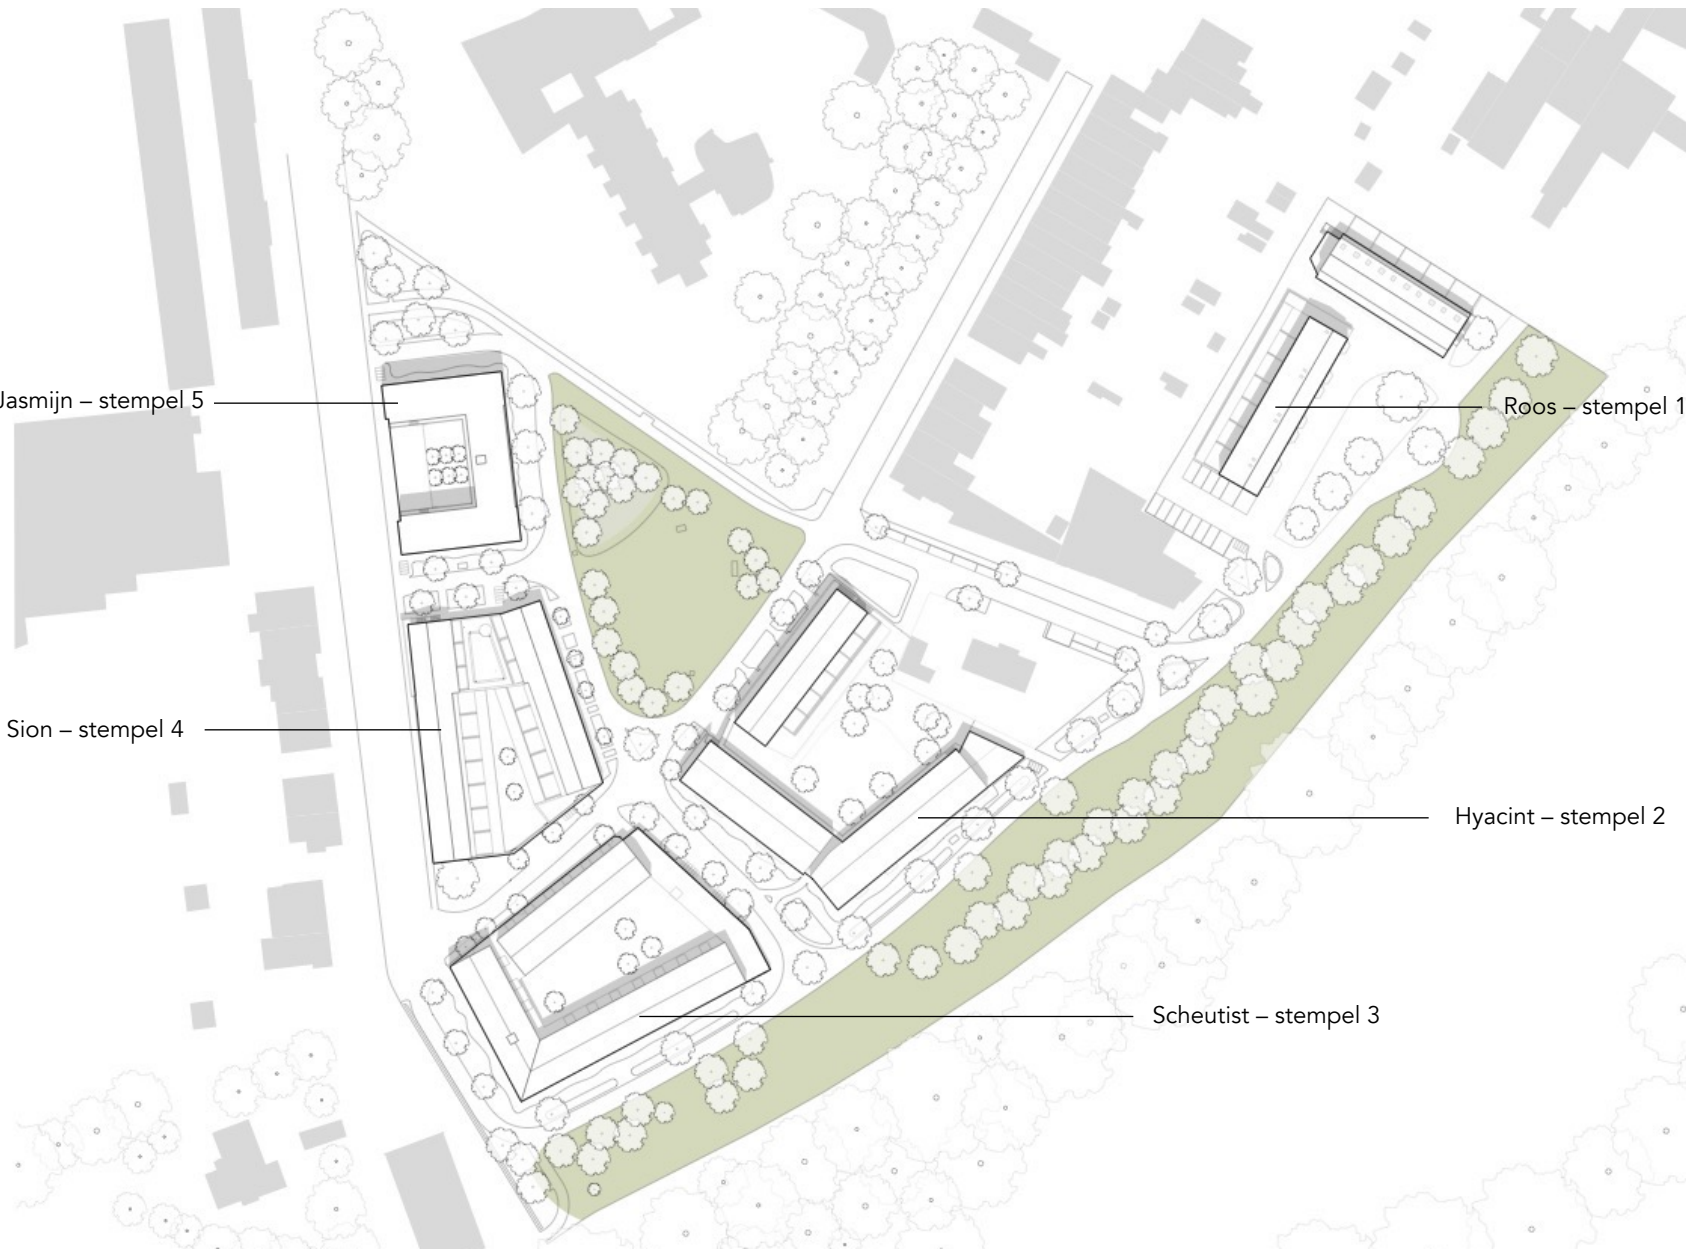 Jasmijn – stempel 5
Roos – stempel 1
Sion – stempel 4
Hyacint – stempel 2
Scheutist – stempel 3